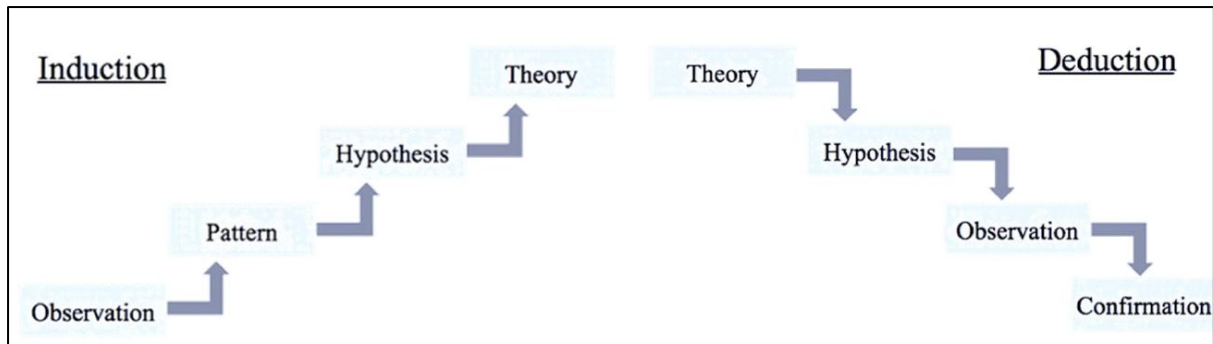 Induction
Theory
Hypothesis
Pattern
Observation
Deduction
Theory
Hypothesis
Observation
Confirmation